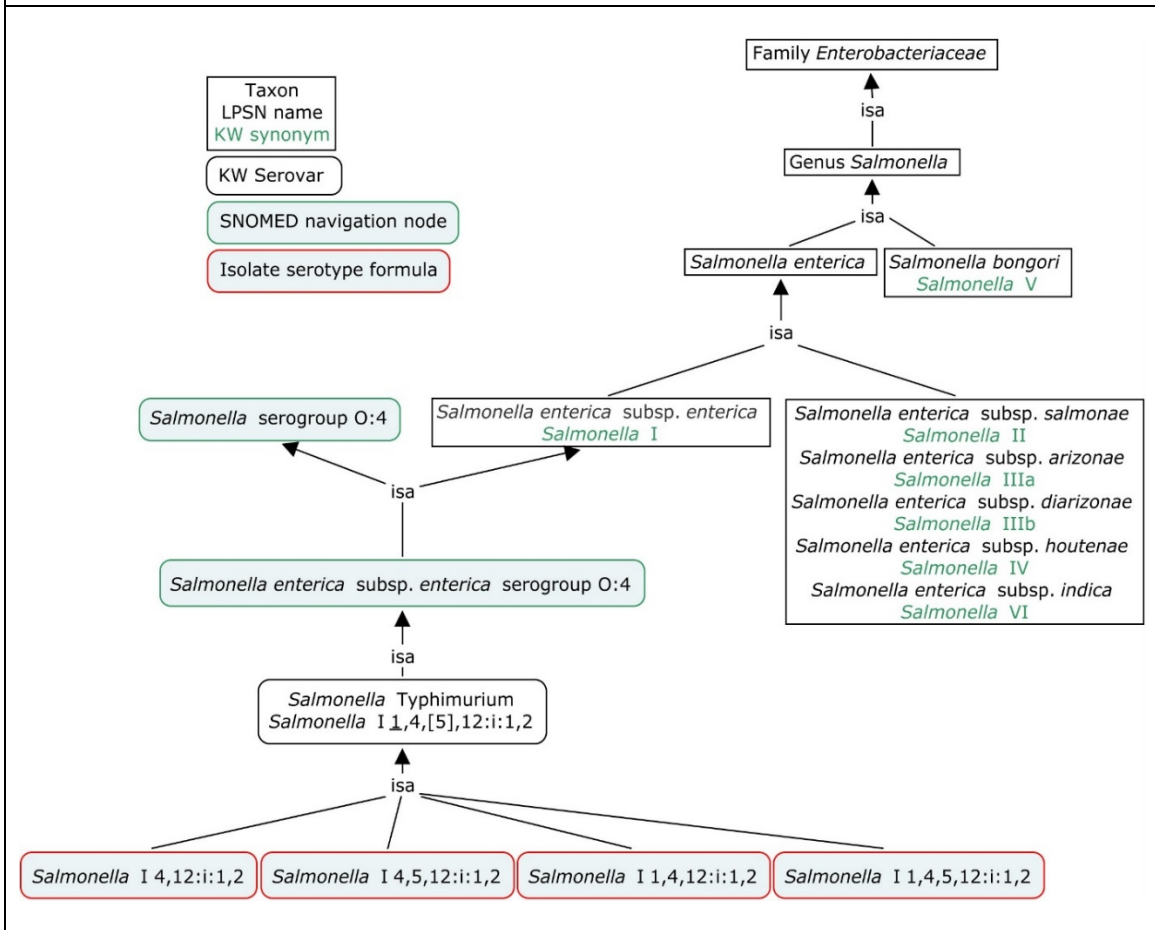 Family Enterobacteriaceae
Taxon
LPSN name
KW synonym
isa
KW Serovar
Genus Salmonella
SNOMED navigation node
isa
Isolate serotype formula
Salmonella enterica
Salmonella bongori
Salmonella V
isa
Salmonella serogroup O:4
Salmonella enterica subsp. enterica
Salmonella I
Salmonella enterica subsp. salmonae
Salmonella II
Salmonella enterica subsp. arizonae
Salmonella IIIa
Salmonella enterica subsp. diarizonae
Salmonella IIIb
Salmonella enterica subsp. houtenae
Salmonella IV
Salmonella enterica subsp. indica
Salmonella VI
isa
Salmonella enterica subsp. enterica serogroup O:4
isa
Salmonella Typhimurium
Salmonella I 1,4,[5],12:i:1,2
isa
Salmonella I 4,12:i:1,2
Salmonella I 4,5,12:i:1,2
Salmonella I 1,4,12:i:1,2
Salmonella I 1,4,5,12:i:1,2